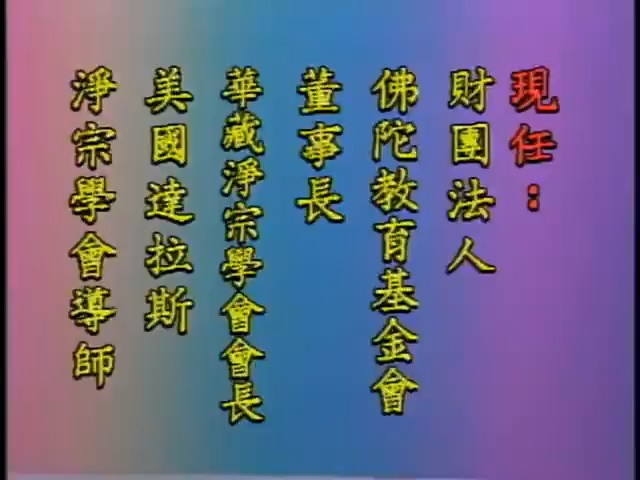 現任：
財團法人
佛陀教育基金會
董事長
華藏淨宗學會會長
美國達拉斯
淨宗學會導師